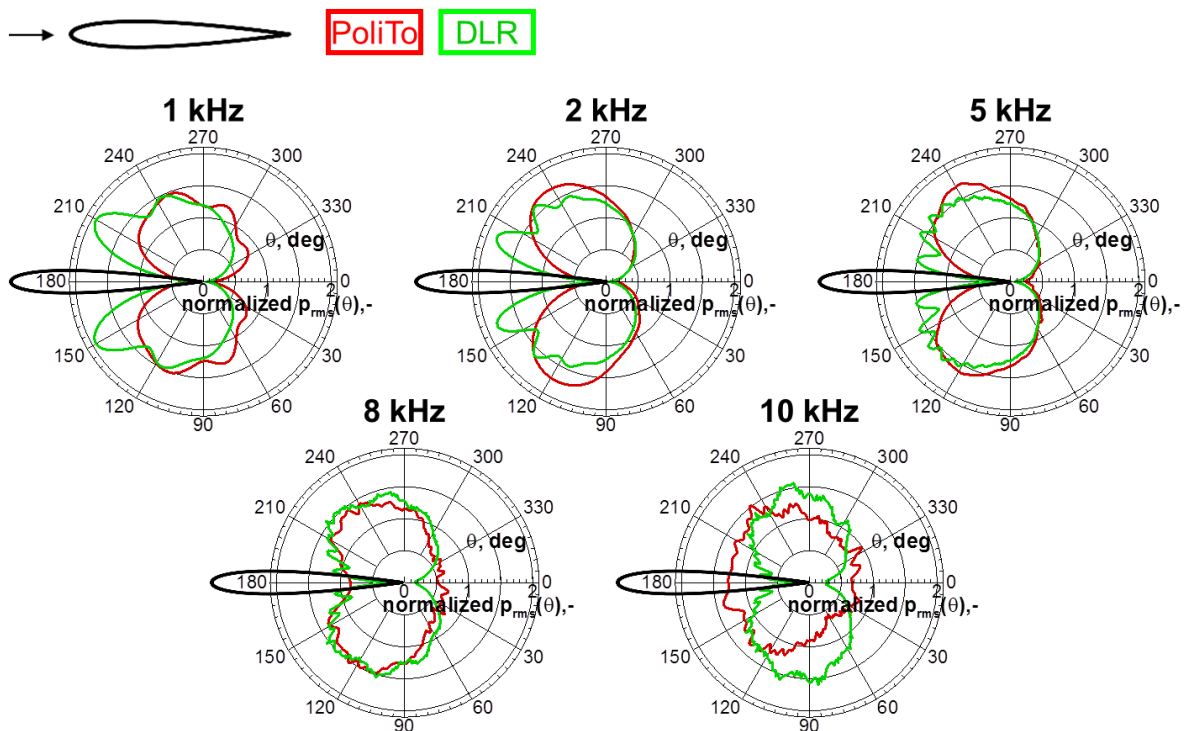 PoliTo DLR
1 kHz 2 kHz 5 kHz
270 270 270
240 300 240 300 240 300
210 330 210 330 210 330
θ, deg θ, deg θ, deg
180 0 1 2 0 180 0 1 2 0 180 0 1 2 0
normalized prms(θ),- normalized prms(θ),- normalized prms(θ),-
150 30 150 30 150 30
120 60 120 60 120 60
90 90 90
8 kHz 10 kHz
270 270
240 300 240 300
210 330 210 330
θ, deg θ, deg
180 0 1 2 0 180 0 1 2 0
normalized prms(θ),- normalized prms(θ),-
150 30 150 30
120 60 120 60
90 90